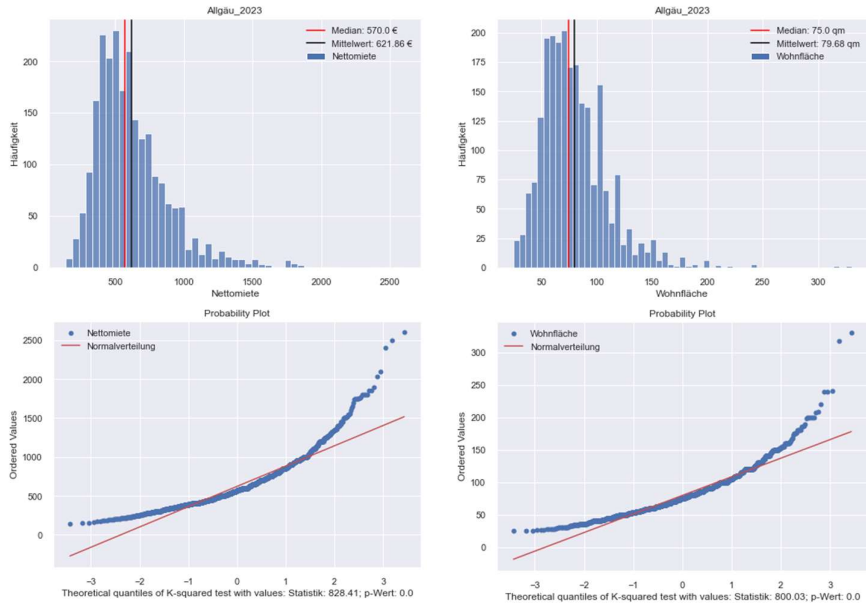 Allgäu_2023
Median: 570.0 €
Mittelwert: 621.86 €
Nettomiete
Häufigkeit
200
150
100
50
0
500
1000
1500
2000
2500
Nettomiete
Allgäu_2023
Median: 75.0 qm
Mittelwert: 79.68 qm
Wohnfläche
Häufigkeit
200
175
150
125
100
75
50
25
0
50
100
150
200
250
300
Wohnfläche
Probability Plot
Nettomiete
Normalverteilung
Ordered Values
2500
2000
1500
1000
500
0
−3
−2
−1
0
1
2
3
Theoretical quantiles of K-squared test with values: Statistik: 828.41; p-Wert: 0.0
Probability Plot
Wohnfläche
Normalverteilung
Ordered Values
300
250
200
150
100
50
0
−3
−2
−1
0
1
2
3
Theoretical quantiles of K-squared test with values: Statistik: 800.03; p-Wert: 0.0